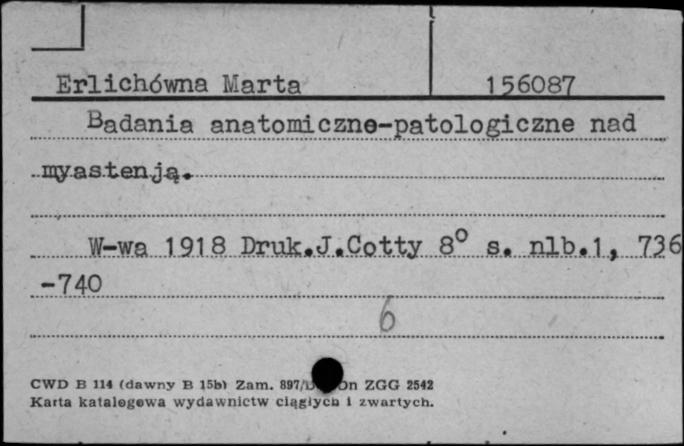 Erlichówna Marta 156087
Badania anatomiczne-patologiczne nad
myastenją.
W-wa 1918 Druk.J.Cotty 8° s. nlb.1, 736
-740
6
CWD B 114 (dawny B 15b) Zam. 897/ ZGG 2542
Karta katalogowa wydawnictw ciągłych i zwartych.